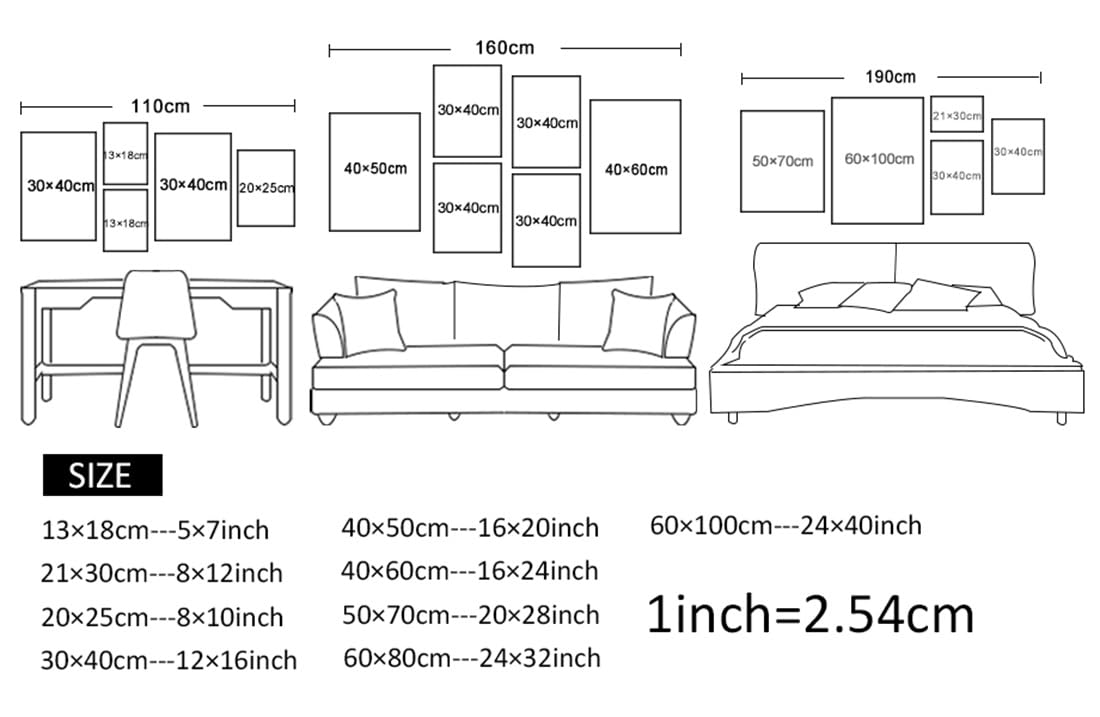 110cm
30×40cm
13×18cm
13×18cm
30×40cm
20×25cm
160cm
40×50cm
30×40cm
30×40cm
30×40cm
30×40cm
40×60cm
190cm
50×70cm
60×100cm
21×30cm
30×40cm
30×40cm
SIZE
13×18cm---5×7inch
21×30cm---8×12inch
20×25cm---8×10inch
30×40cm---12×16inch
40×50cm---16×20inch
40×60cm---16×24inch
50×70cm---20×28inch
60×80cm---24×32inch
60×100cm---24×40inch
1inch=2.54cm